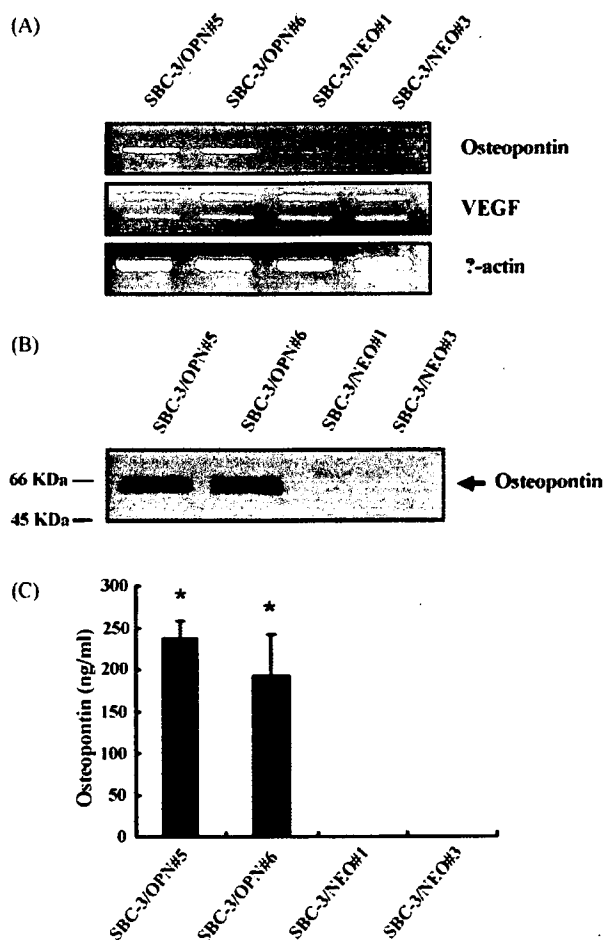 (A)
SBC-3/OPN#5
SBC-3/OPN#6
SBC-3/NEO#1
SBC-3/NEO#3
Osteopontin
VEGF
?-actin
(B)
SBC-3/OPN#5
SBC-3/OPN#6
SBC-3/NEO#1
SBC-3/NEO#3
66 KDa
45 KDa
Osteopontin
(C)
Osteopontin (ng/ml)
300
250
200
150
100
50
0
*
*
SBC-3/OPN#5
SBC-3/OPN#6
SBC-3/NEO#1
SBC-3/NEO#3